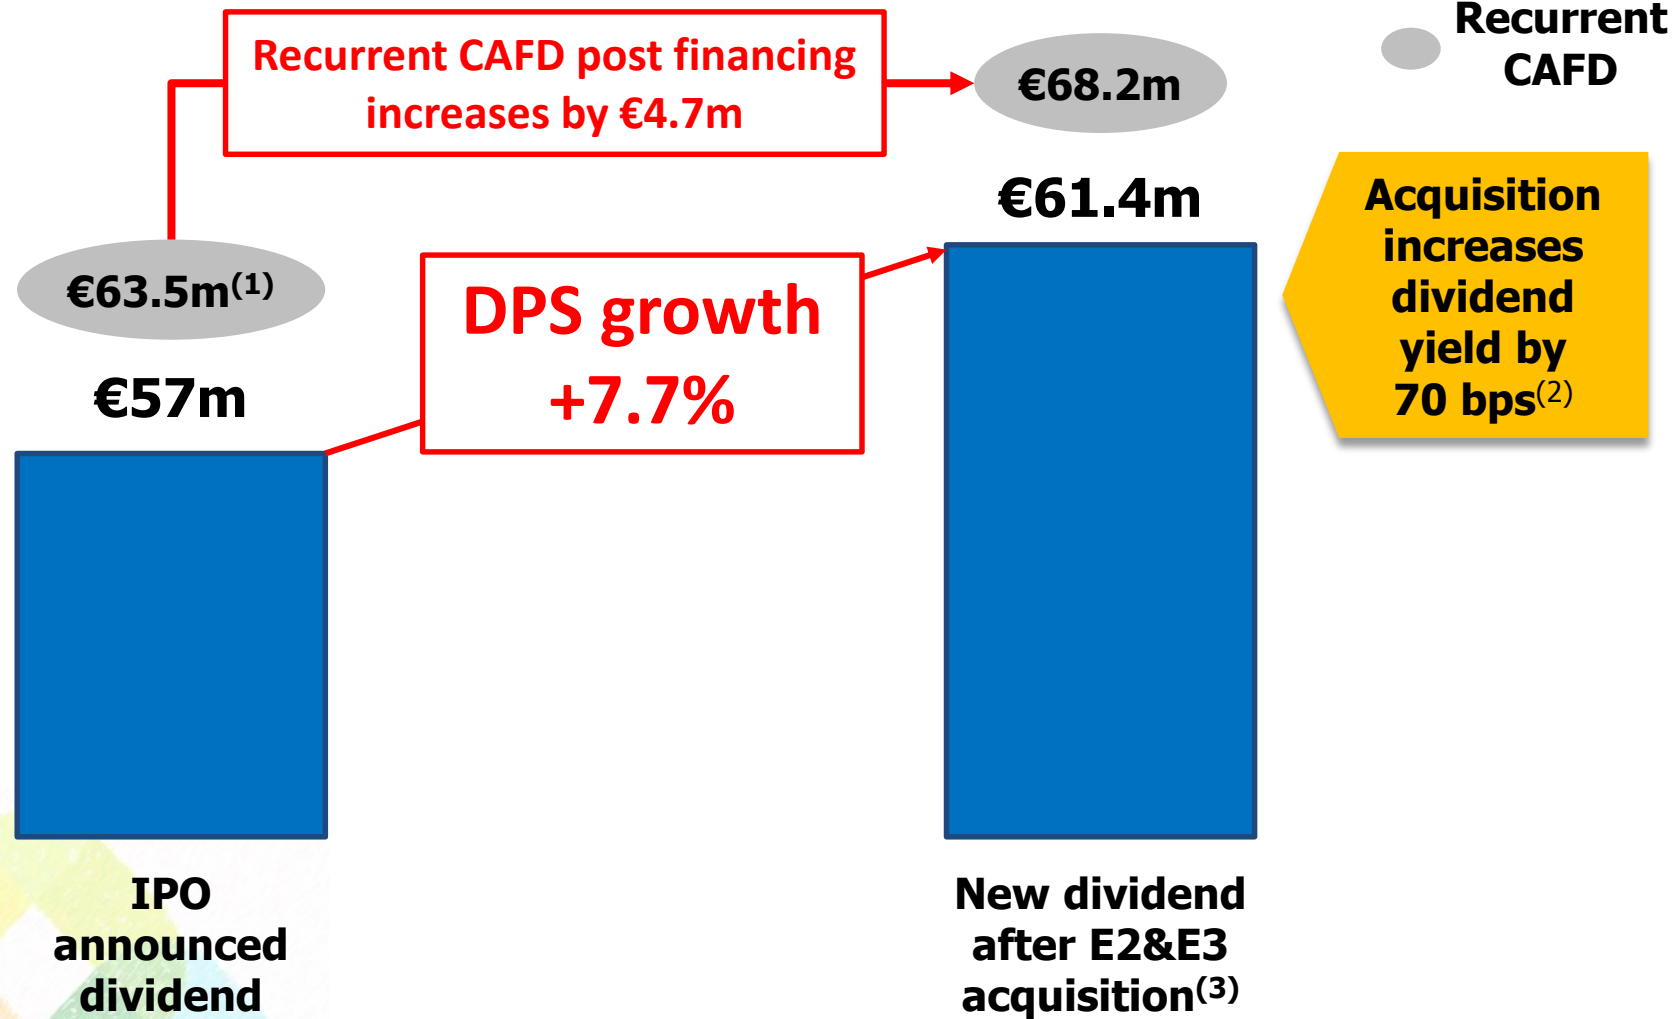 Recurrent CAFD post financing
increases by €4.7m
€68.2m
Recurrent
CAFD
€61.4m
Acquisition
increases
dividend
yield by
70 bps(2)
€63.5m(1)
DPS growth
+7.7%
€57m
IPO
announced
dividend
New dividend
after E2&E3
acquisition(3)